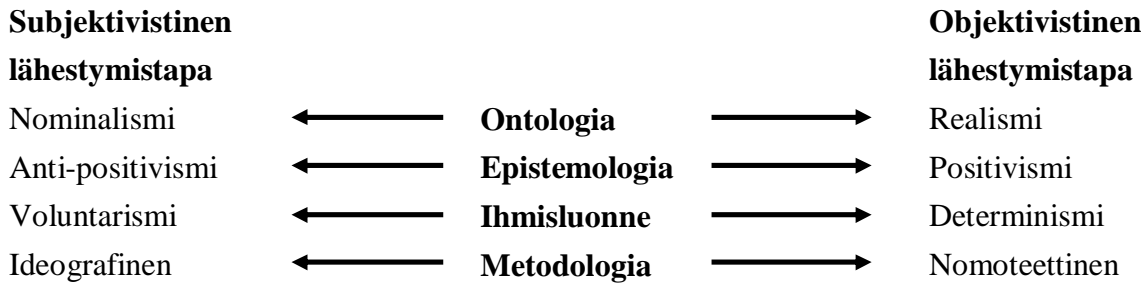 Subjektivistinen Objektivistinen
lähestymistapa lähestymistapa
Nominalismi Ontologia Realismi
Anti-positivismi Epistemologia Positivismi
Voluntarismi Ihmisluonne Determinismi
Ideografinen Metodologia Nomoteettinen